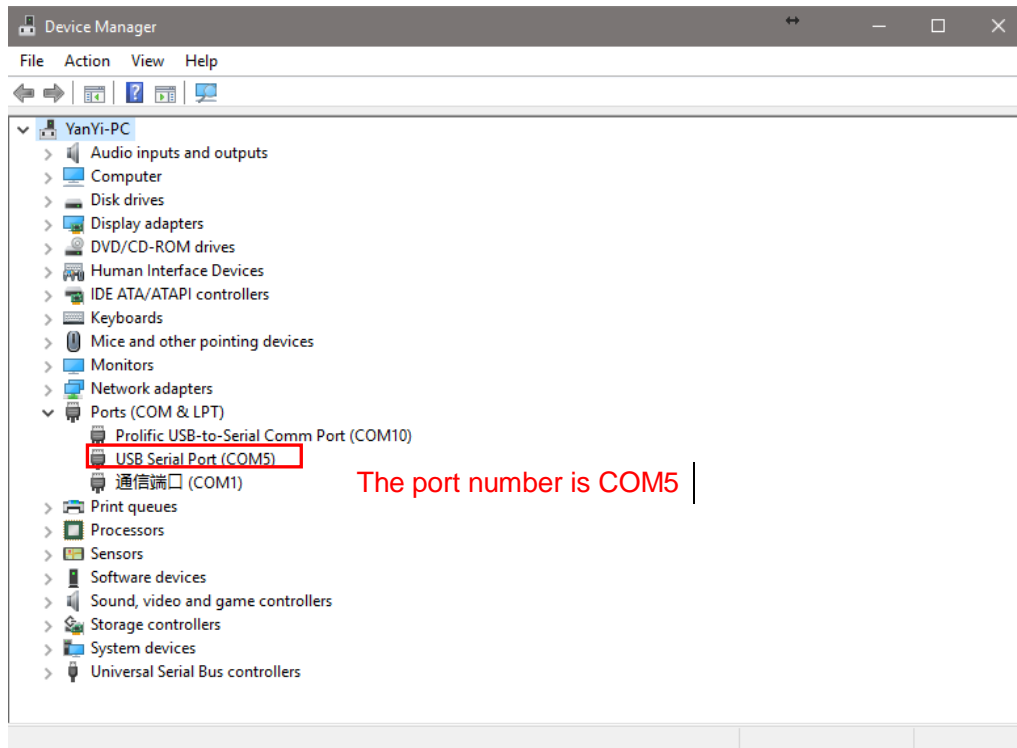 Device Manager
File Action View Help
YanYi-PC
Audio inputs and outputs
Computer
Disk drives
Display adapters
DVD/CD-ROM drives
Human Interface Devices
IDE ATA/ATAPI controllers
Keyboards
Mice and other pointing devices
Monitors
Network adapters
Ports (COM & LPT)
Prolific USB-to-Serial Comm Port (COM10)
USB Serial Port (COM5)
通信端口 (COM1)
The port number is COM5
Print queues
Processors
Sensors
Software devices
Sound, video and game controllers
Storage controllers
System devices
Universal Serial Bus controllers